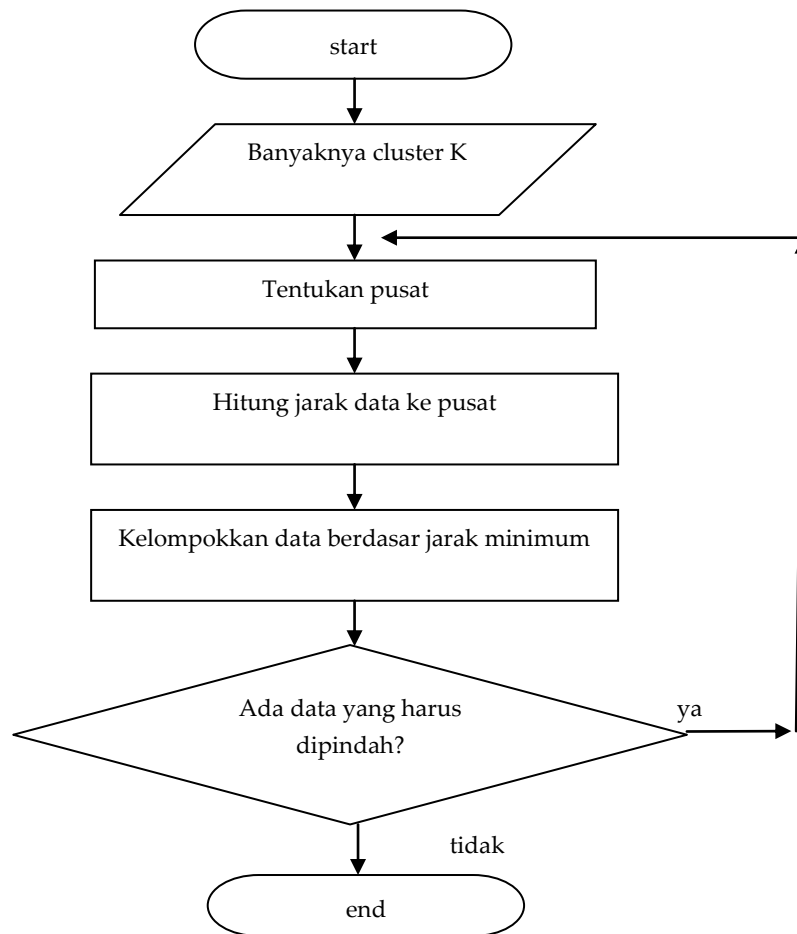 start
Banyaknya cluster K
Tentukan pusat
Hitung jarak data ke pusat
Kelompokkan data berdasar jarak minimum
Ada data yang harus
dipindah?
ya
tidak
end